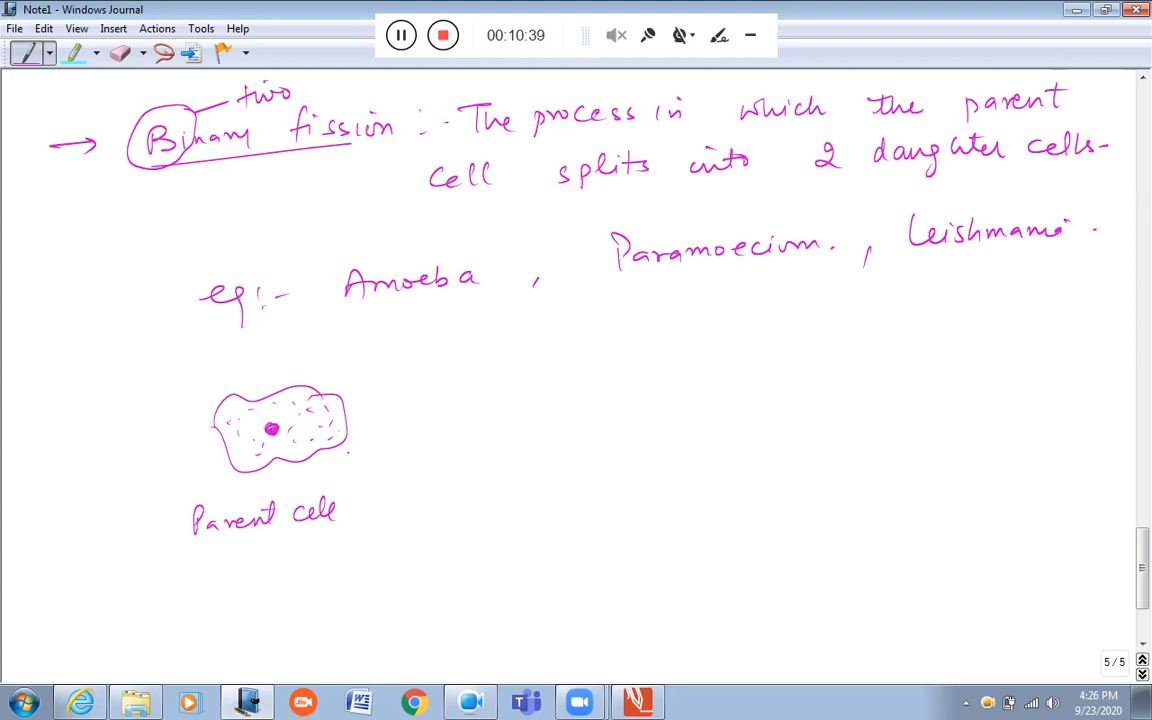 Note1 - Windows Journal
File Edit View Insert Actions Tools Help
00:10:39
two
→ Binary fission :- The process in which the parent
cell splits into 2 daughter cells-
eg:- Amoeba , Paramoecium. , Leishmania .
Parent cell
5 / 5
4:26 PM
9/23/2020